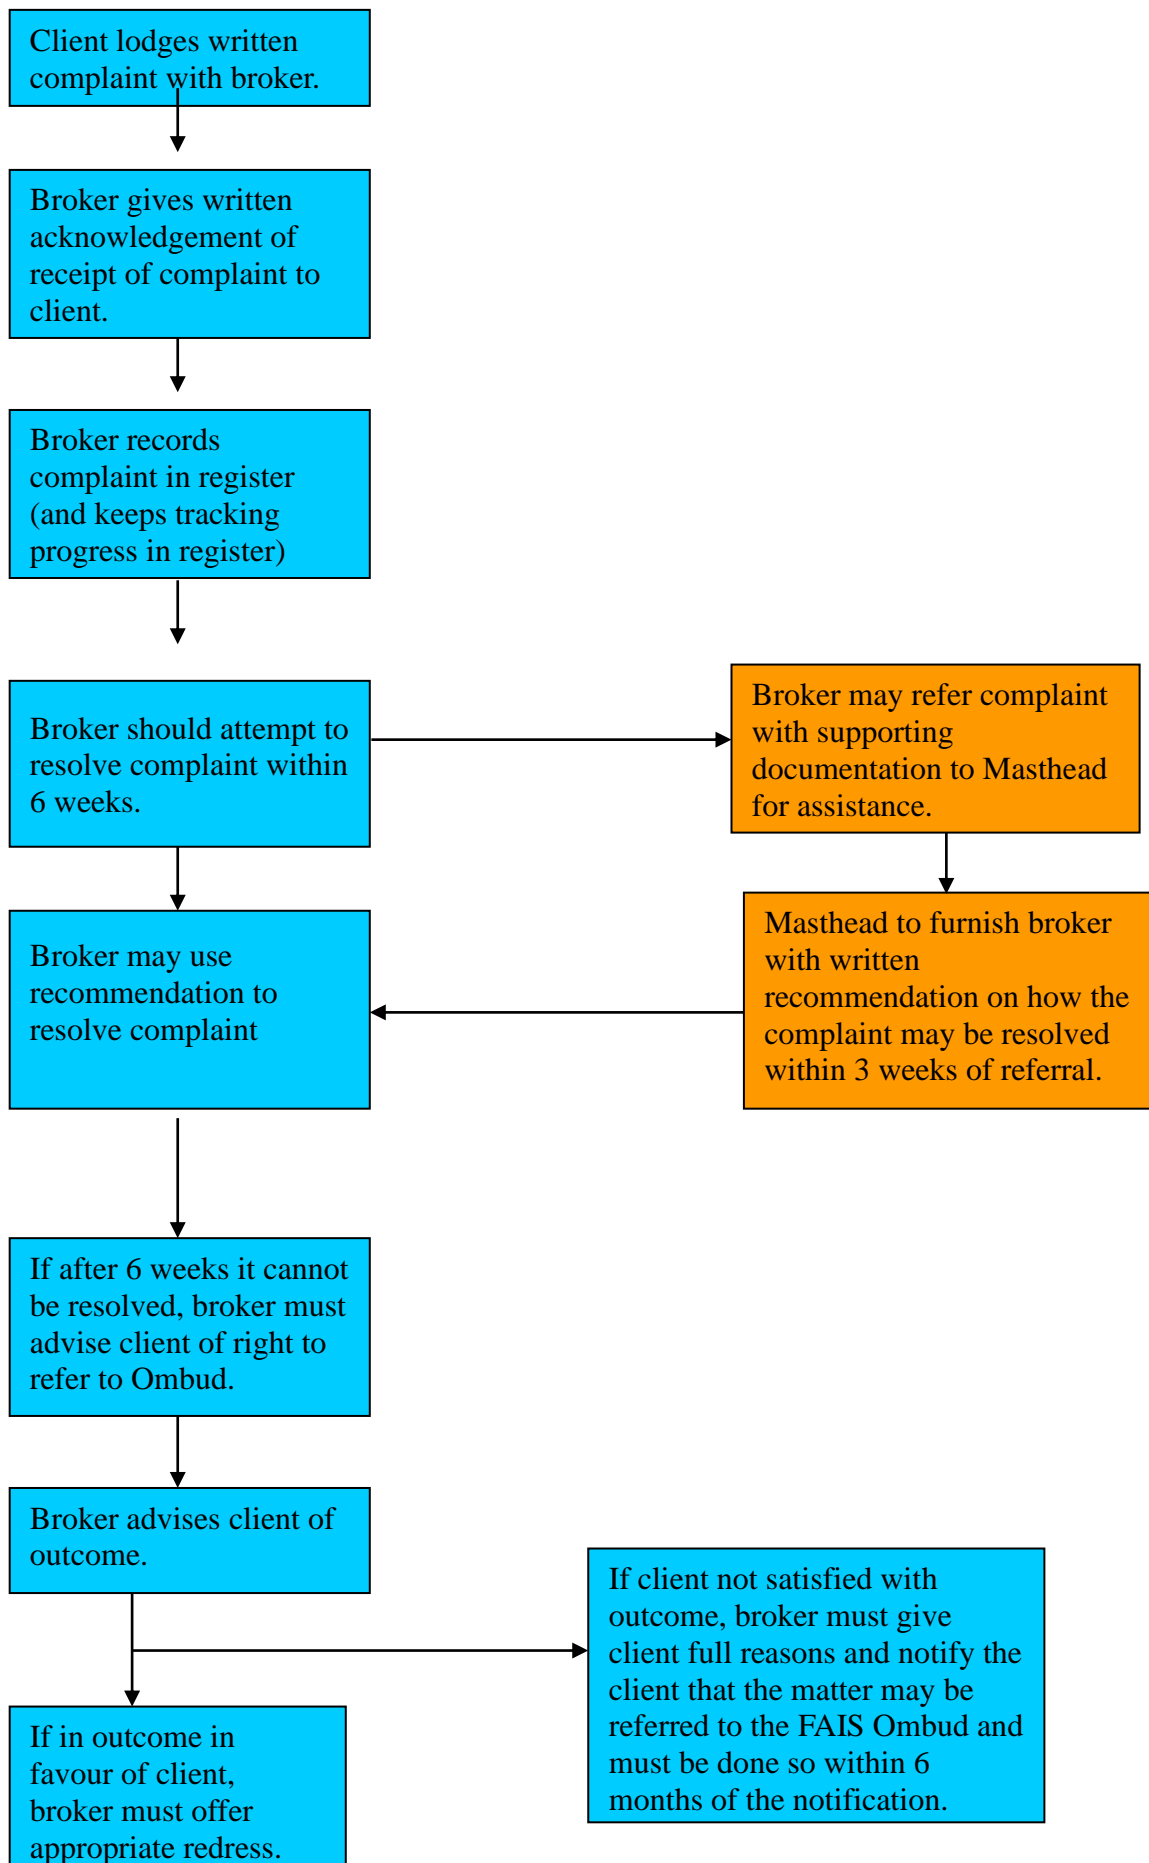 Client lodges written
complaint with broker.
Broker gives written
acknowledgement of
receipt of complaint to
client.
Broker records
complaint in register
(and keeps tracking
progress in register)
Broker should attempt to
resolve complaint within
6 weeks.
Broker may refer complaint
with supporting
documentation to Masthead
for assistance.
Masthead to furnish broker
with written
recommendation on how the
complaint may be resolved
within 3 weeks of referral.
Broker may use
recommendation to
resolve complaint
If after 6 weeks it cannot
be resolved, broker must
advise client of right to
refer to Ombud.
Broker advises client of
outcome.
If client not satisfied with
outcome, broker must give
client full reasons and notify the
client that the matter may be
referred to the FAIS Ombud and
must be done so within 6
months of the notification.
If in outcome in
favour of client,
broker must offer
appropriate redress.